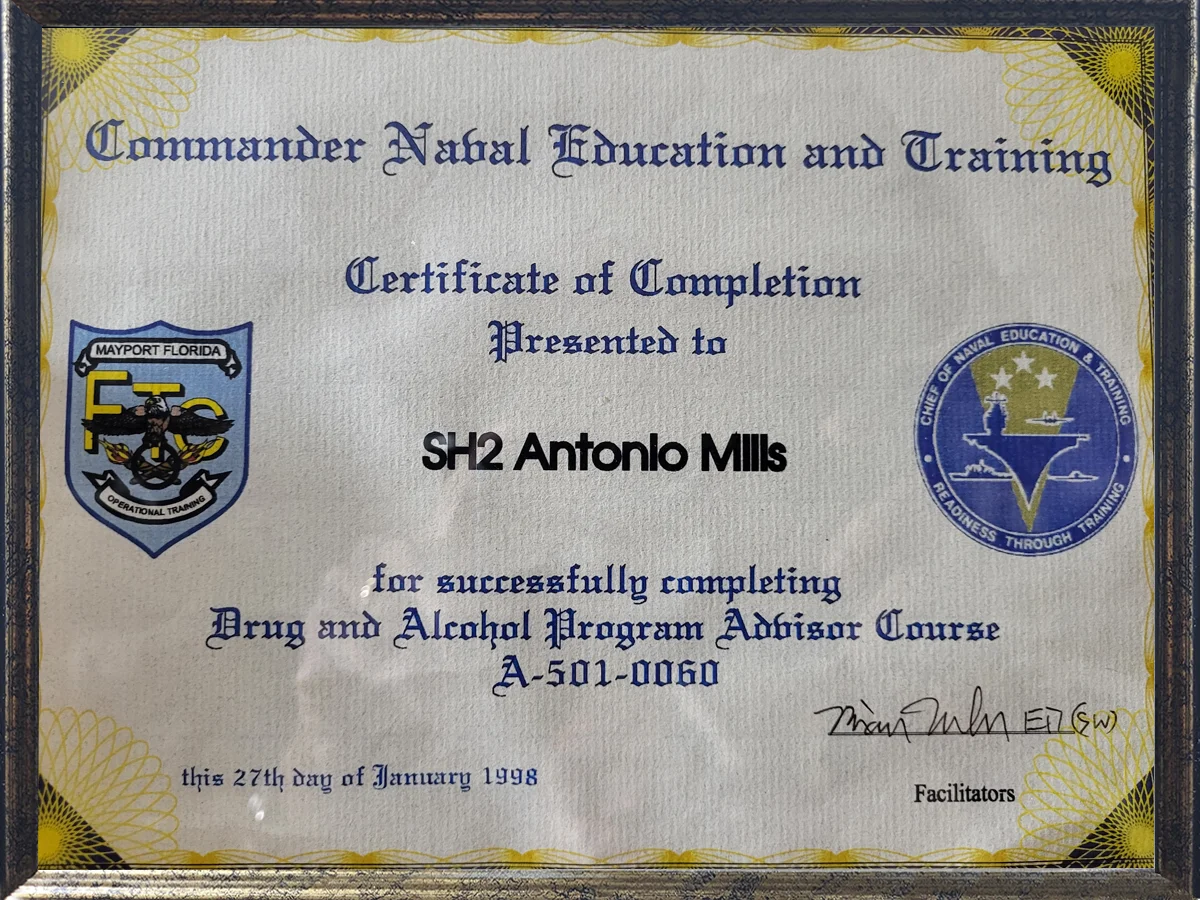 Commander Naval Education and Training
Certificate of Completion
Presented to
MAYPORT FLORIDA
FTC
OPERATIONAL TRAINING
SH2 Antonio Mills
CHIEF OF NAVAL EDUCATION & TRAINING
READINESS THROUGH TRAINING
for successfully completing
Drug and Alcohol Program Advisor Course
A-501-0060
(SW)
this 27th day of January 1998
Facilitators